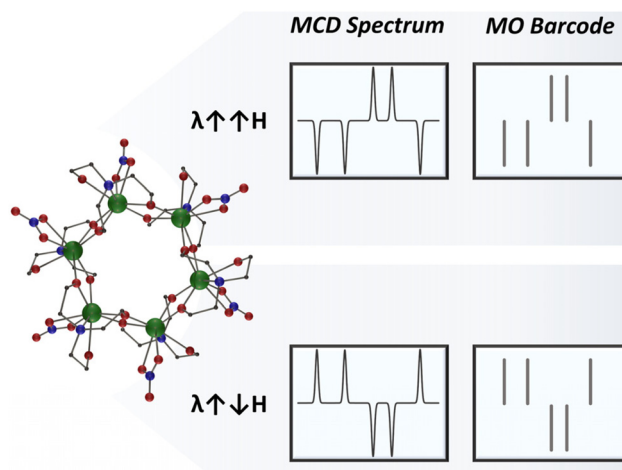 MCD Spectrum MO Barcode
λ↑↑H
λ↑↓H